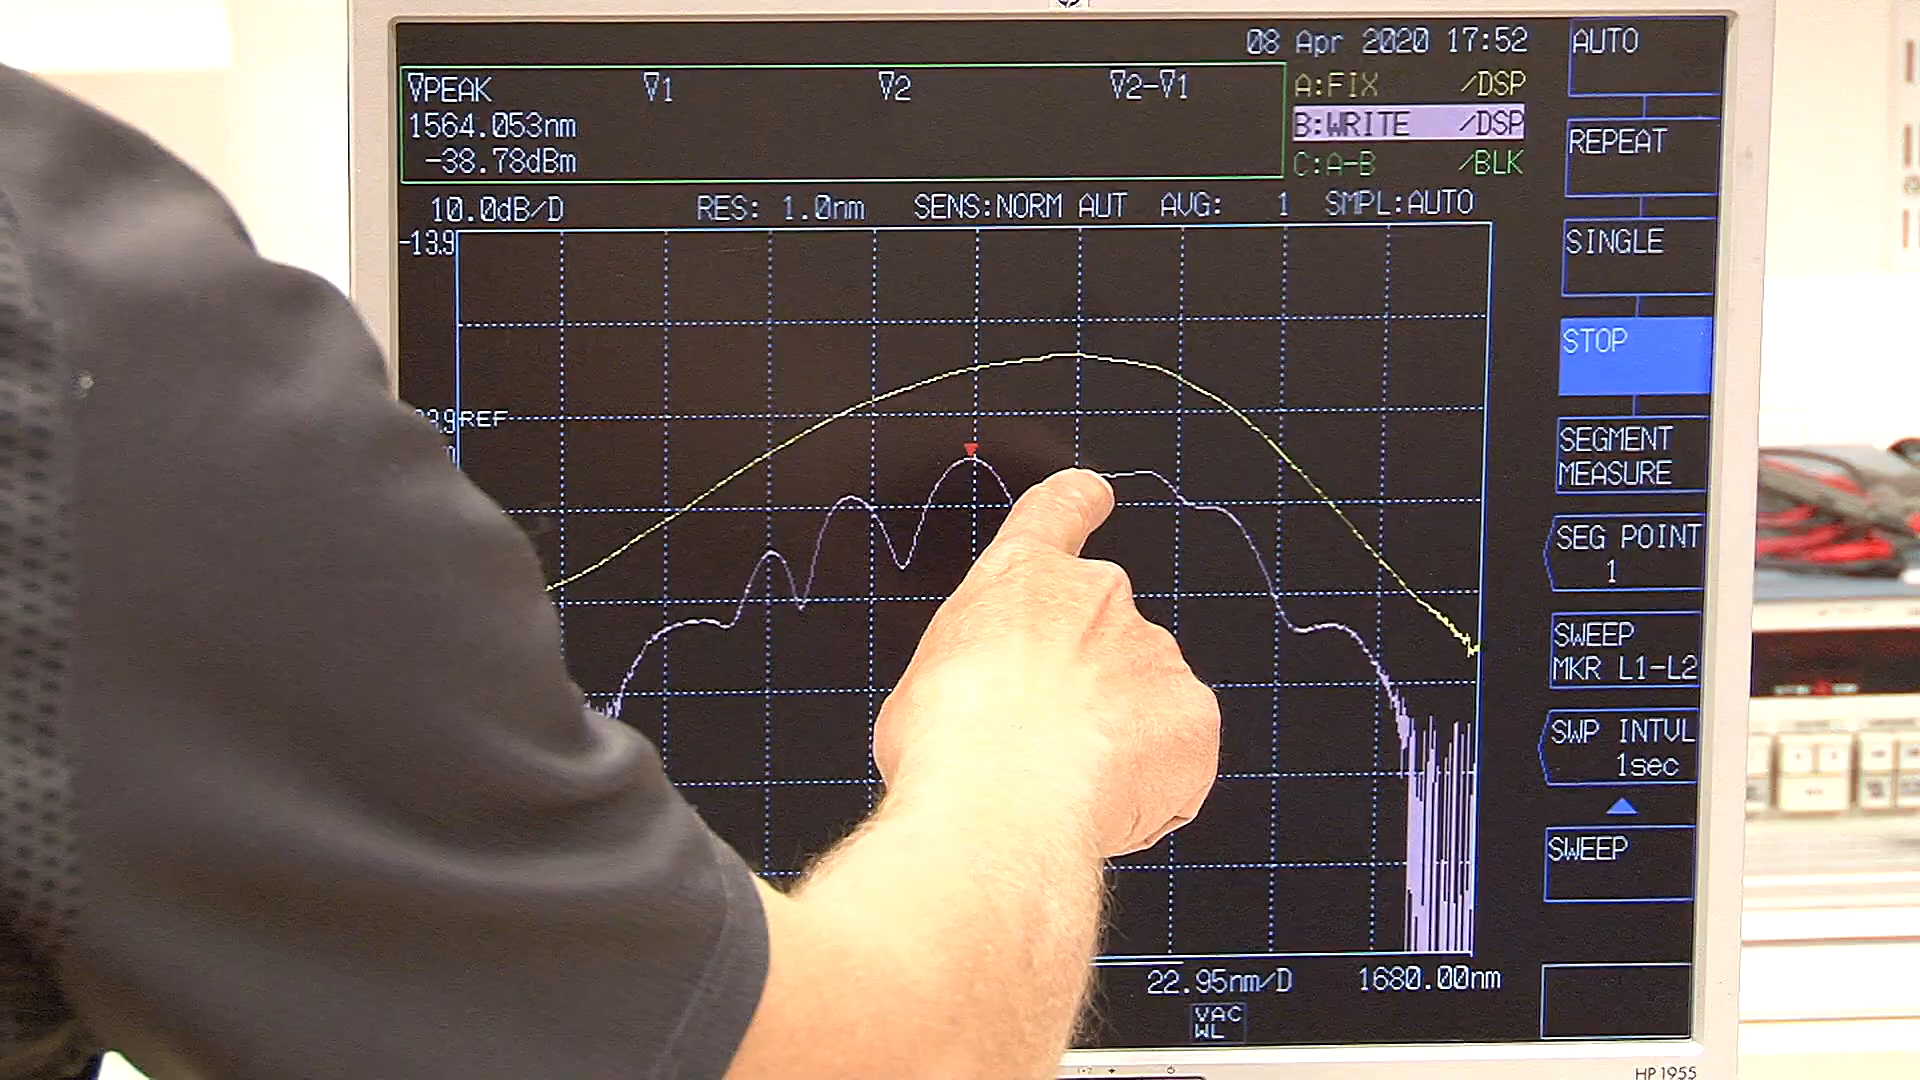 08 Apr 2020 17:52
▽PEAK ▽1 ▽2 ▽2-▽1
1564.053nm
-38.78dBm
A:FIX /DSP
B:WRITE /DSP
C:A-B /BLK
10.0dB/D RES: 1.0nm SENS:NORM AUT AVG: 1 SMPL:AUTO
-13.9
REF
22.95nm/D 1680.00nm
VAC
WL
AUTO
REPEAT
SINGLE
STOP
SEGMENT
MEASURE
SEG POINT
1
SWEEP
MKR L1-L2
SWP INTVL
1sec
SWEEP
HP 1955